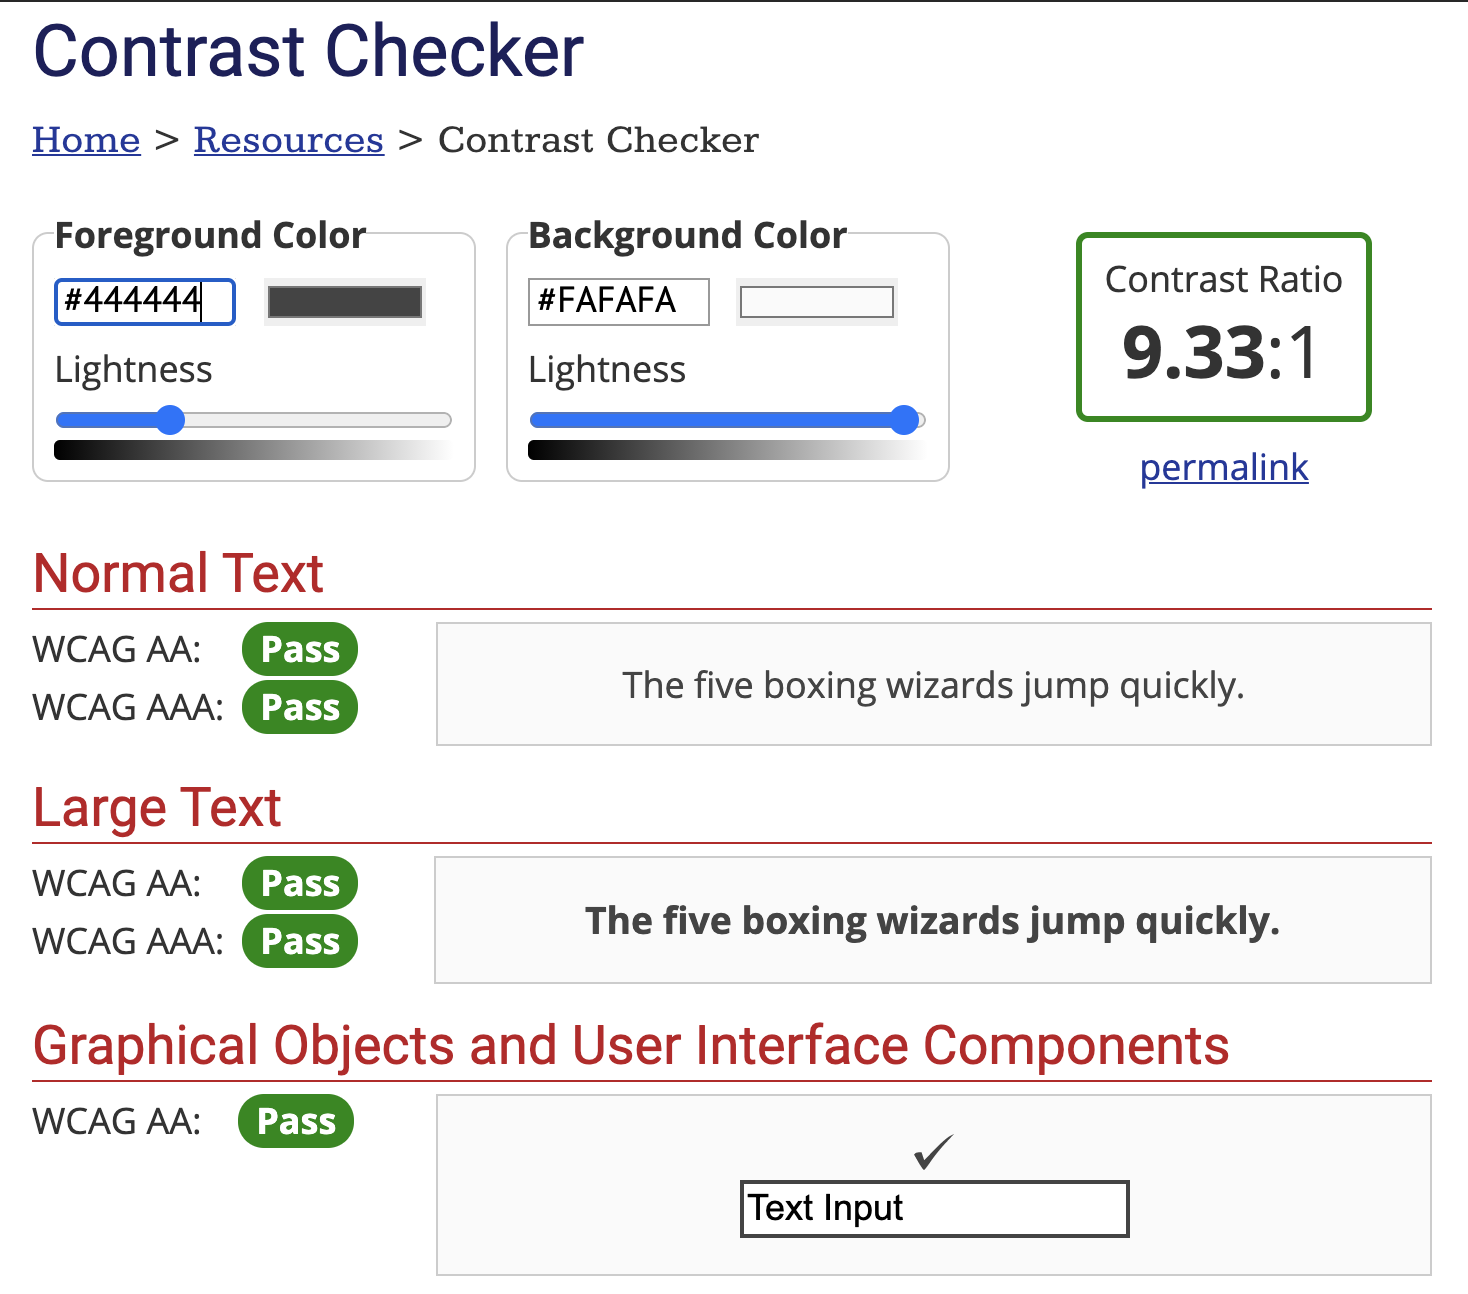 Contrast Checker
Home > Resources > Contrast Checker
Foreground Color
#444444
Lightness
Background Color
#FAFAFA
Lightness
Contrast Ratio
9.33:1
permalink
Normal Text
WCAG AA: Pass
WCAG AAA: Pass
The five boxing wizards jump quickly.
Large Text
WCAG AA: Pass
WCAG AAA: Pass
The five boxing wizards jump quickly.
Graphical Objects and User Interface Components
WCAG AA: Pass
✓
Text Input